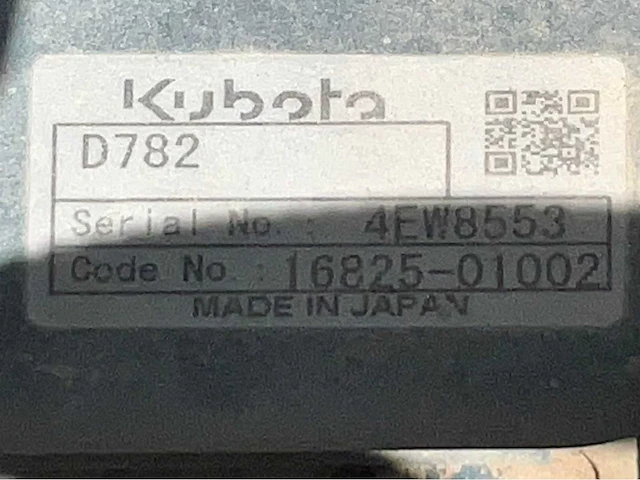 Kubota
D782
Serial No. : 4EW8553
Code No. : 16825-01002
MADE IN JAPAN